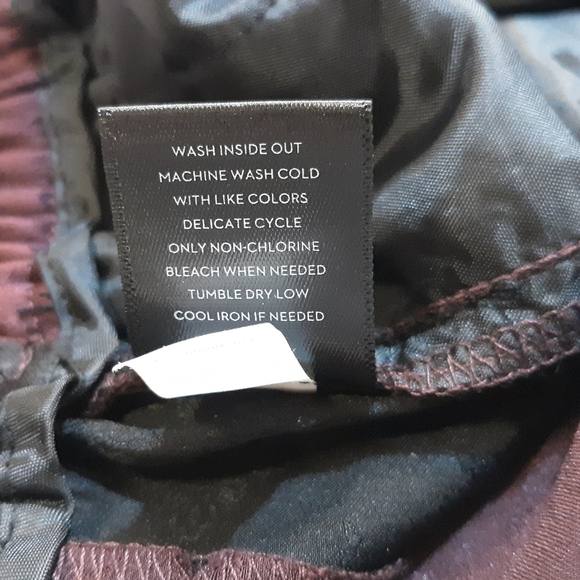 WASH INSIDE OUT
MACHINE WASH COLD
WITH LIKE COLORS
DELICATE CYCLE
ONLY NON-CHLORINE
BLEACH WHEN NEEDED
TUMBLE DRY LOW
COOL IRON IF NEEDED